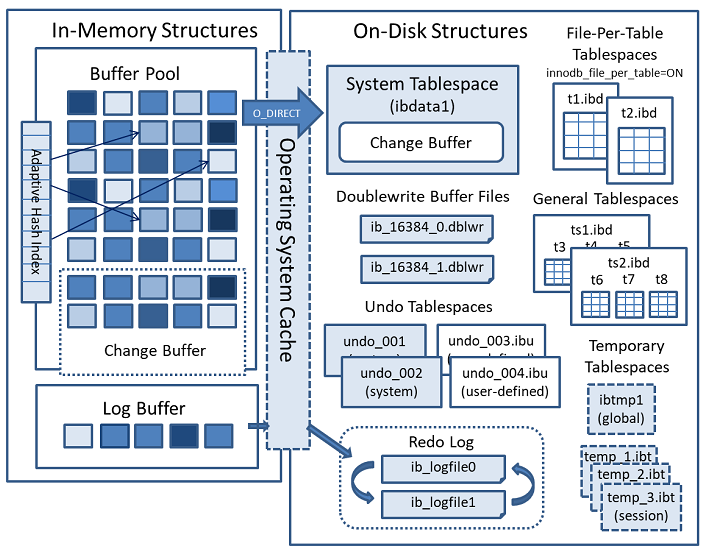 In-Memory Structures
Buffer Pool
Adaptive Hash Index
Change Buffer
Log Buffer
O_DIRECT
Operating System Cache
On-Disk Structures
System Tablespace
(ibdata1)
Change Buffer
Doublewrite Buffer Files
ib_16384_0.dblwr
ib_16384_1.dblwr
Undo Tablespaces
undo_001
undo_002
(system)
undo_003.ibu
undo_004.ibu
(user-defined)
Redo Log
ib_logfile0
ib_logfile1
File-Per-Table
Tablespaces
innodb_file_per_table=ON
t1.ibd
t2.ibd
General Tablespaces
ts1.ibd
t3 t4 t5
ts2.ibd
t6 t7 t8
Temporary
Tablespaces
ibtmp1
(global)
temp_1.ibt
temp_2.ibt
temp_3.ibt
(session)